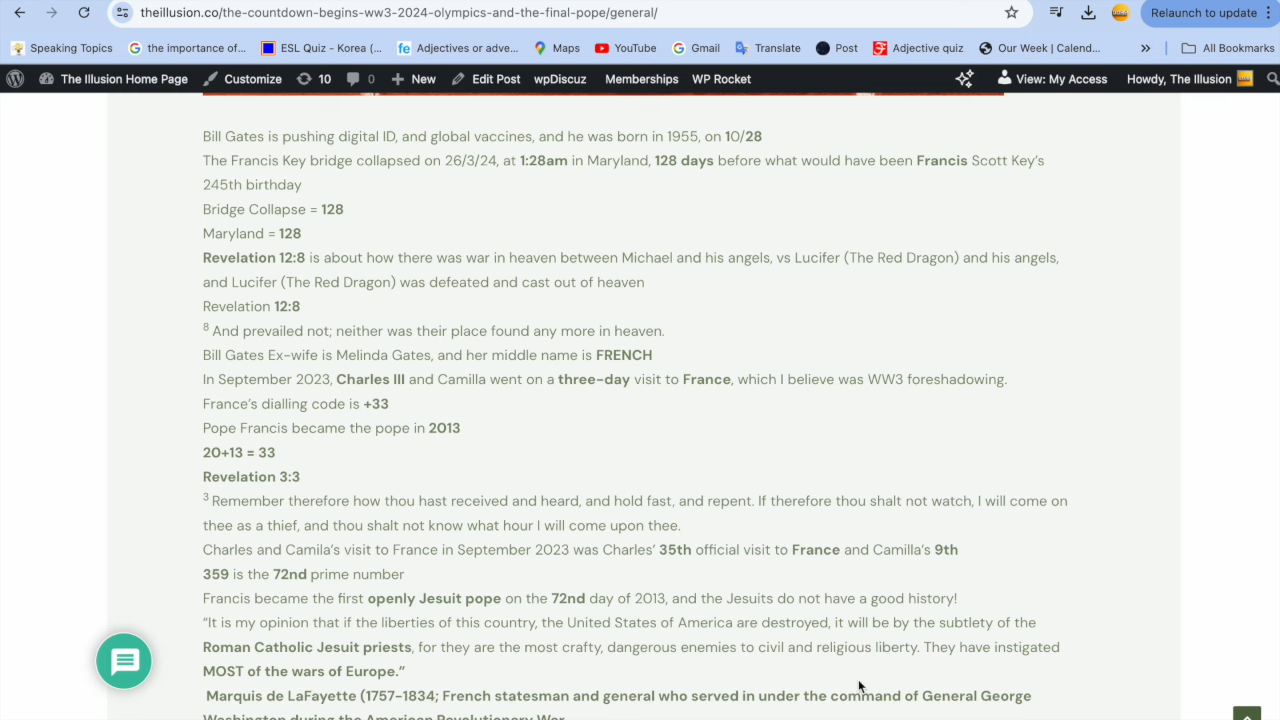 theillusion.co/the-countdown-begins-ww3-2024-olympics-and-the-final-pope/general/
Relaunch to update
Speaking Topics
the importance of...
ESL Quiz - Korea (...
Adjectives or adve...
Maps
YouTube
Gmail
Translate
Post
Adjective quiz
Our Week | Calend...
»
All Bookmarks
The Illusion Home Page
Customize
10
0
New
Edit Post
wpDiscuz
Memberships
WP Rocket
View: My Access
Howdy, The Illusion
Bill Gates is pushing digital ID, and global vaccines, and he was born in 1955, on 10/28
The Francis Key bridge collapsed on 26/3/24, at 1:28am in Maryland, 128 days before what would have been Francis Scott Key's
245th birthday
Bridge Collapse = 128
Maryland = 128
Revelation 12:8 is about how there was war in heaven between Michael and his angels, vs Lucifer (The Red Dragon) and his angels,
and Lucifer (The Red Dragon) was defeated and cast out of heaven
Revelation 12:8
8 And prevailed not; neither was their place found any more in heaven.
Bill Gates Ex-wife is Melinda Gates, and her middle name is FRENCH
In September 2023, Charles III and Camilla went on a three-day visit to France, which I believe was WW3 foreshadowing.
France's dialling code is +33
Pope Francis became the pope in 2013
20+13 = 33
Revelation 3:3
3 Remember therefore how thou hast received and heard, and hold fast, and repent. If therefore thou shalt not watch, I will come on
thee as a thief, and thou shalt not know what hour I will come upon thee.
Charles and Camila's visit to France in September 2023 was Charles' 35th official visit to France and Camilla's 9th
359 is the 72nd prime number
Francis became the first openly Jesuit pope on the 72nd day of 2013, and the Jesuits do not have a good history!
"It is my opinion that if the liberties of this country, the United States of America are destroyed, it will be by the subtlety of the
Roman Catholic Jesuit priests, for they are the most crafty, dangerous enemies to civil and religious liberty. They have instigated
MOST of the wars of Europe."
Marquis de LaFayette (1757-1834; French statesman and general who served in under the command of General George
Washington during the American Revolutionary War